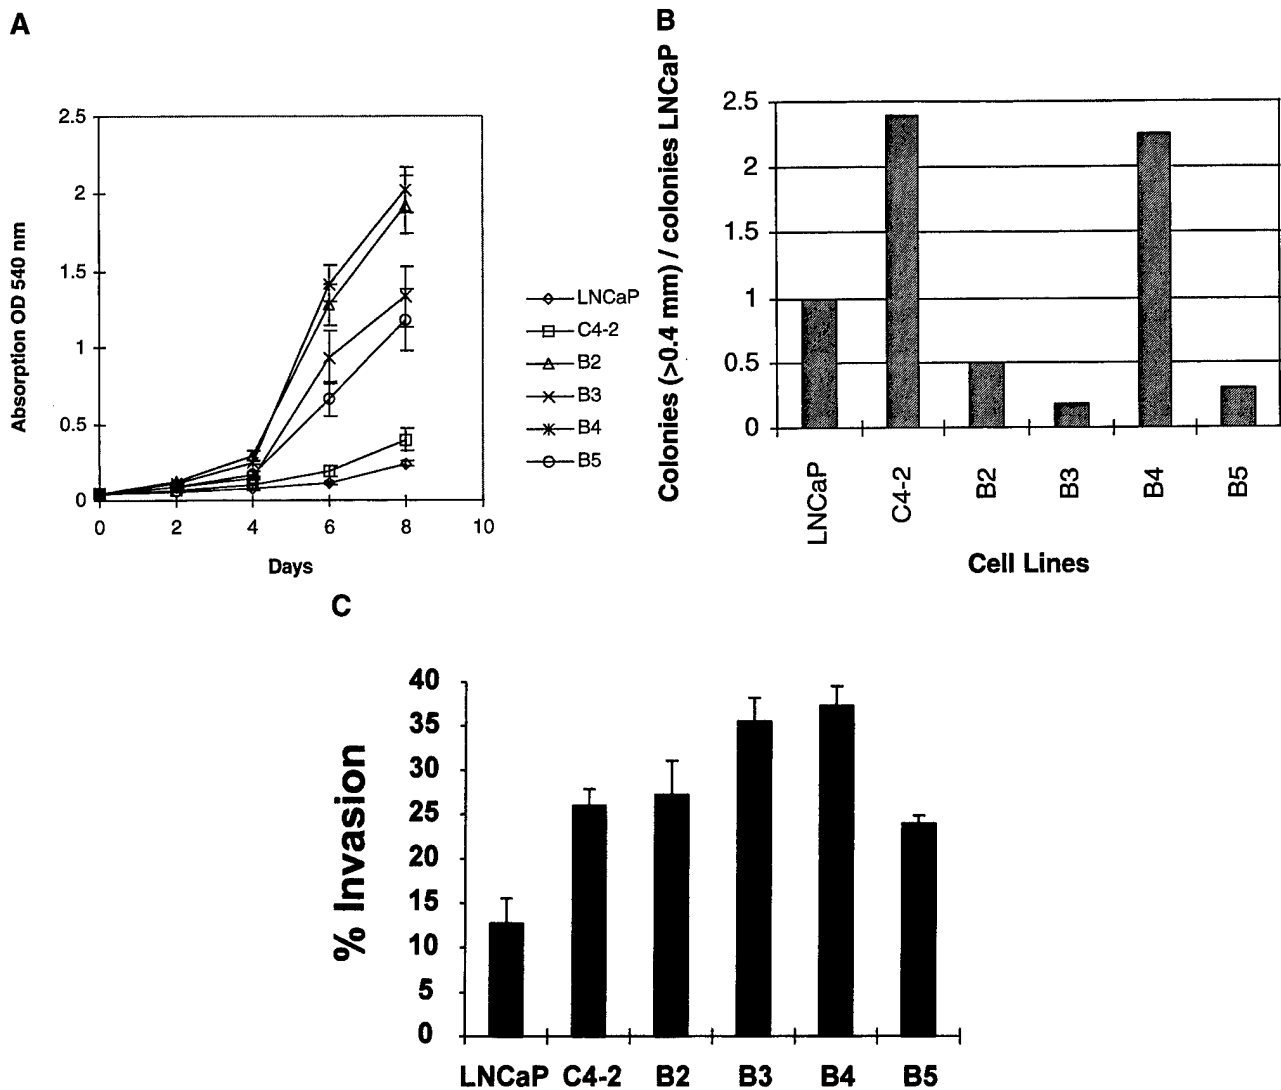 A
Absorption OD 540 nm
2.5
2
1.5
1
0.5
0
0 2 4 6 8 10
Days
LNCaP
C4-2
B2
B3
B4
B5
B
Colonies (>0.4 mm) / colonies LNCaP
2.5
2
1.5
1
0.5
0
LNCaP C4-2 B2 B3 B4 B5
Cell Lines
C
% Invasion
40
35
30
25
20
15
10
5
0
LNCaP C4-2 B2 B3 B4 B5